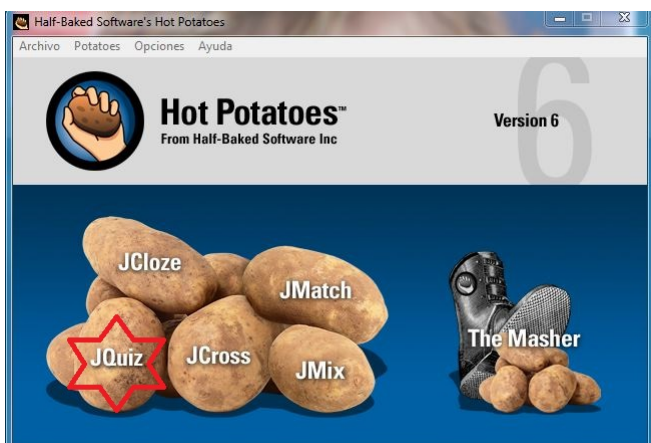 Half-Baked Software's Hot Potatoes
Archivo Potatoes Opciones Ayuda
Hot Potatoes™
From Half-Baked Software Inc
Version 6
6
JCloze
JMatch
The Masher
JQuiz
JCross
JMix